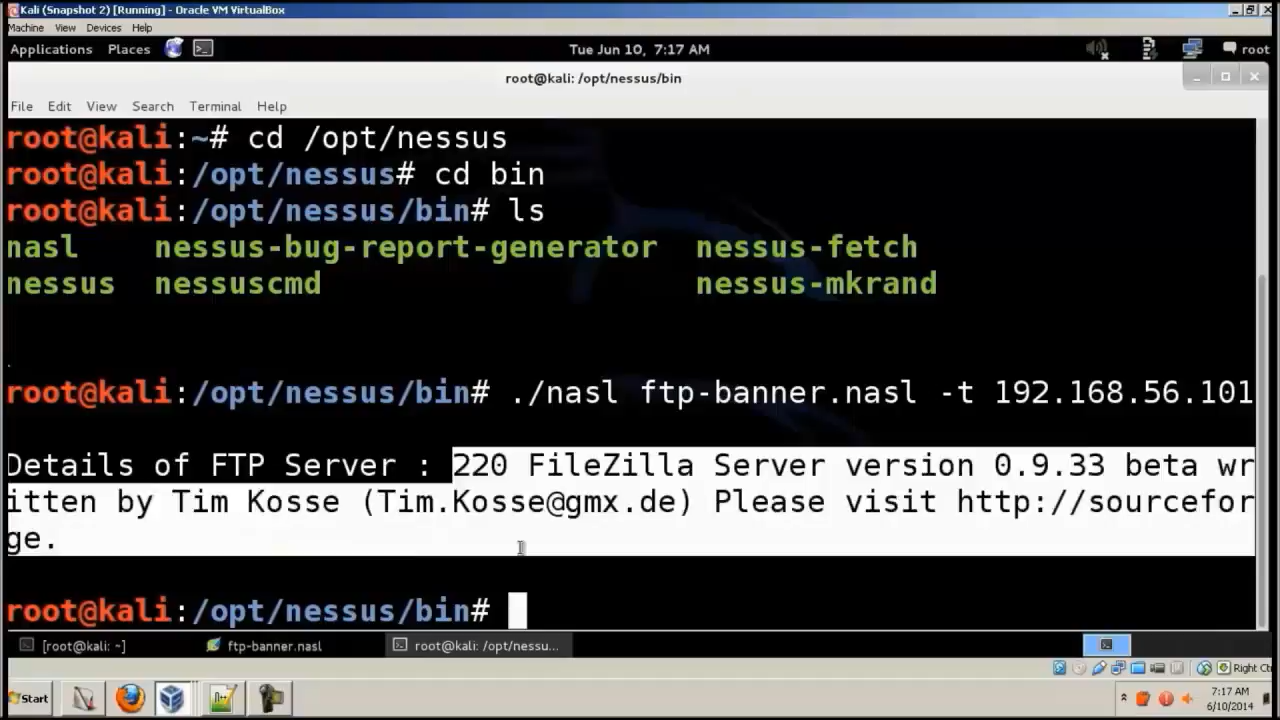 Kali (Snapshot 2) [Running] - Oracle VM VirtualBox
Machine View Devices Help
Applications Places Tue Jun 10, 7:17 AM root
root@kali: /opt/nessus/bin
File Edit View Search Terminal Help
root@kali:~# cd /opt/nessus
root@kali:/opt/nessus# cd bin
root@kali:/opt/nessus/bin# ls
nasl nessus-bug-report-generator nessus-fetch
nessus nessuscmd nessus-mkrand
root@kali:/opt/nessus/bin# ./nasl ftp-banner.nasl -t 192.168.56.101
Details of FTP Server : 220 FileZilla Server version 0.9.33 beta wr
itten by Tim Kosse (Tim.Kosse@gmx.de) Please visit http://sourcefor
ge.
root@kali:/opt/nessus/bin#
[root@kali: ~] ftp-banner.nasl root@kali: /opt/nessu...
Right Ct
Start 7:17 AM
6/10/2014